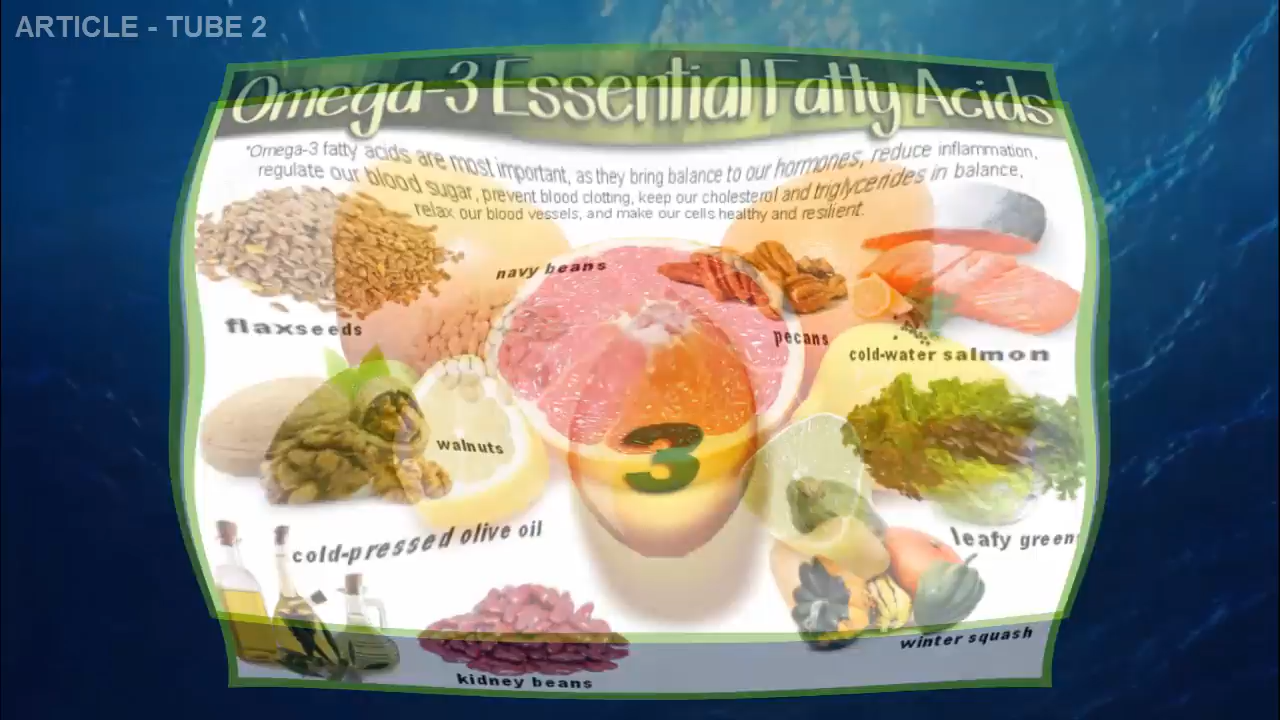 ARTICLE - TUBE 2
Omega-3 Essential Fatty Acids
"Omega-3 fatty acids are most important, as they bring balance to our hormones, reduce inflammation,
regulate our blood sugar, prevent blood clotting, keep our cholesterol and triglycerides in balance,
relax our blood vessels, and make our cells healthy and resilient.
navy beans
flaxseeds
pecans
cold-water salmon
walnuts
3
cold-pressed olive oil
leafy green
winter squash
kidney beans